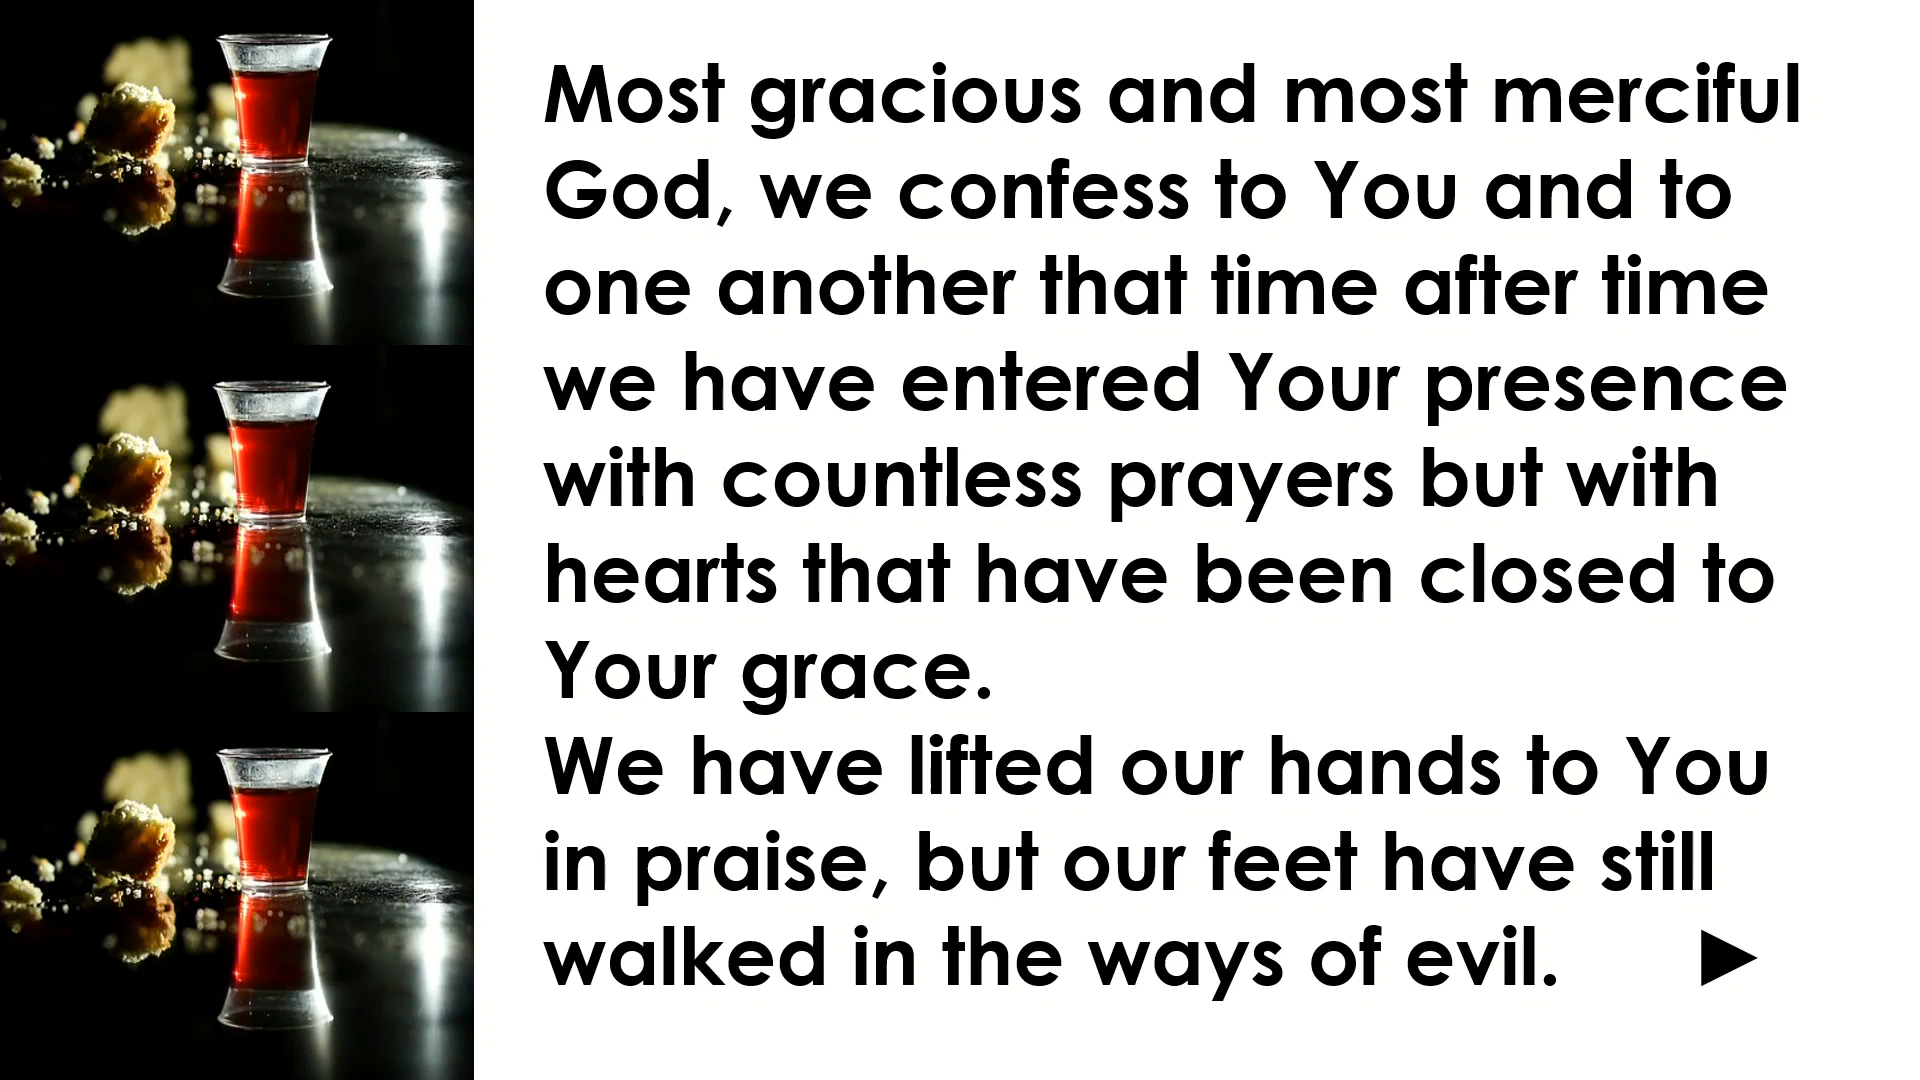 Most gracious and most merciful
God, we confess to You and to
one another that time after time
we have entered Your presence
with countless prayers but with
hearts that have been closed to
Your grace.
We have lifted our hands to You
in praise, but our feet have still
walked in the ways of evil. ►